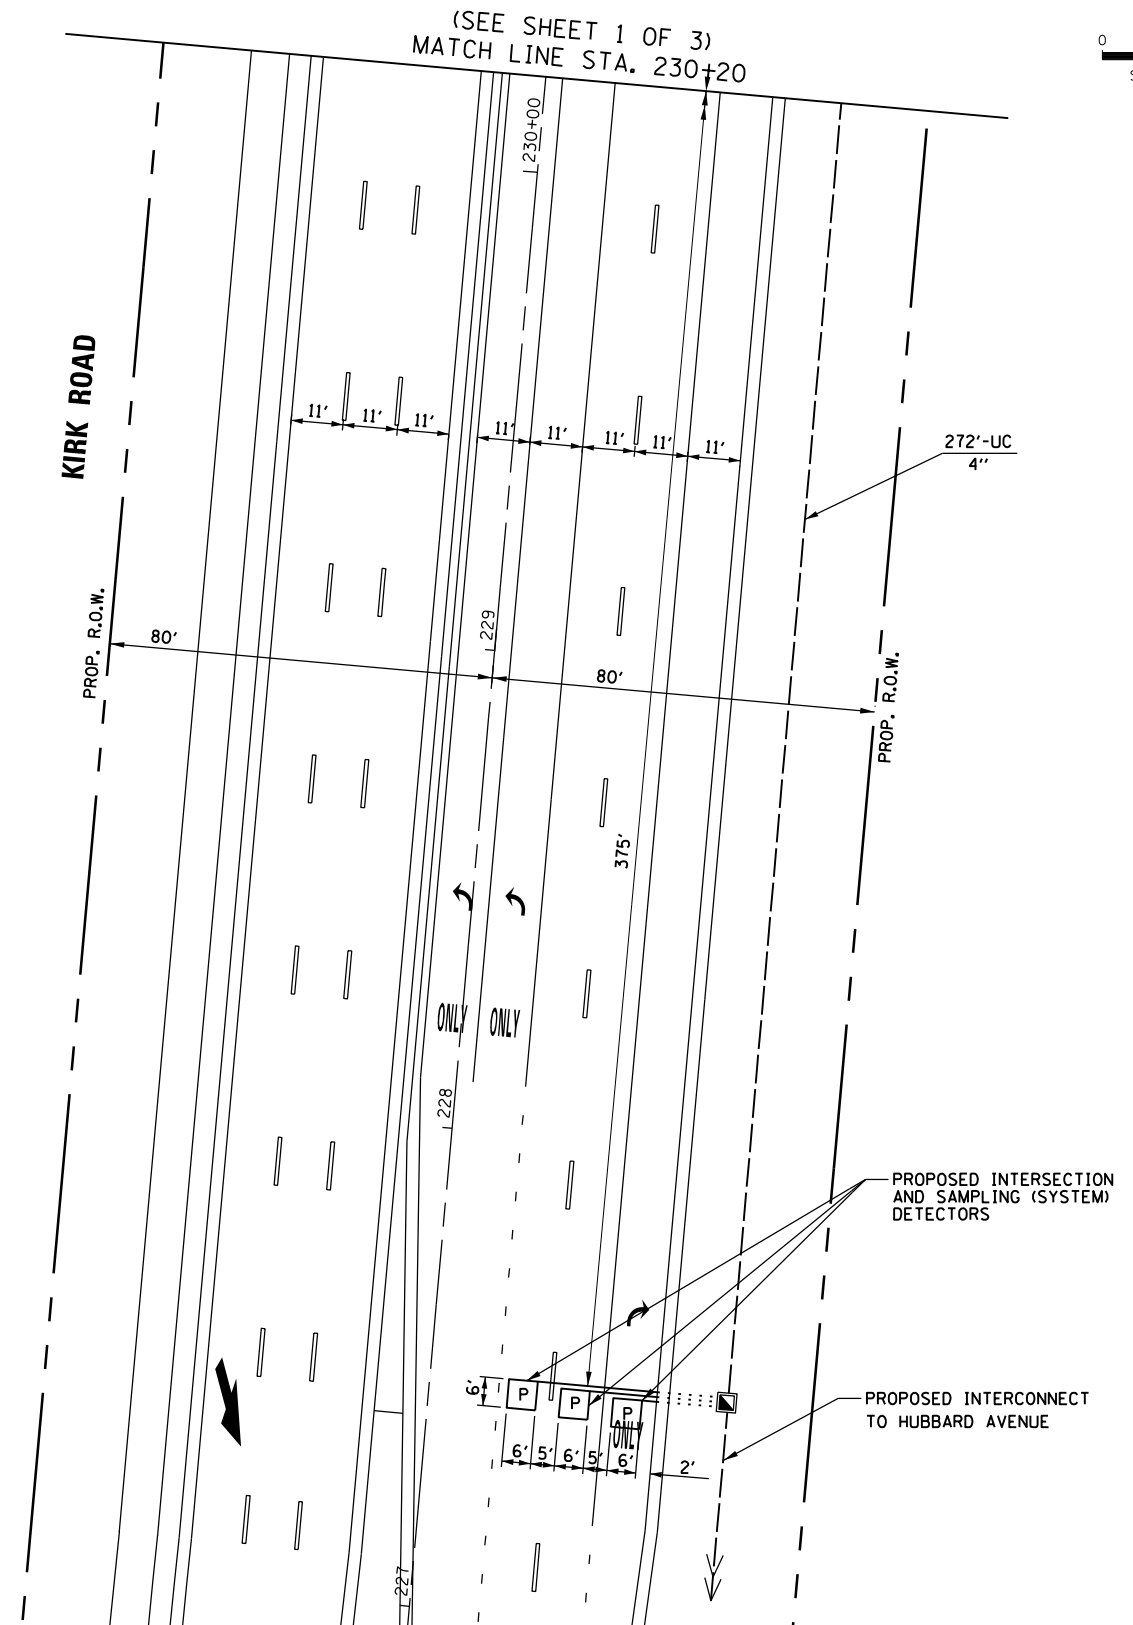 (SEE SHEET 1 OF 3)
MATCH LINE STA. 230+20
0
S
230+00
KIRK ROAD
11'
11'
11'
11'
11'
11'
11'
11'
272'-UC
4''
229
PROP. R.O.W.
80'
80'
PROP. R.O.W.
375'
ONLY
ONLY
228
PROPOSED INTERSECTION
AND SAMPLING (SYSTEM)
DETECTORS
6'
P
P
P
ONLY
PROPOSED INTERCONNECT
TO HUBBARD AVENUE
6'
5'
6'
5'
6'
2'
227